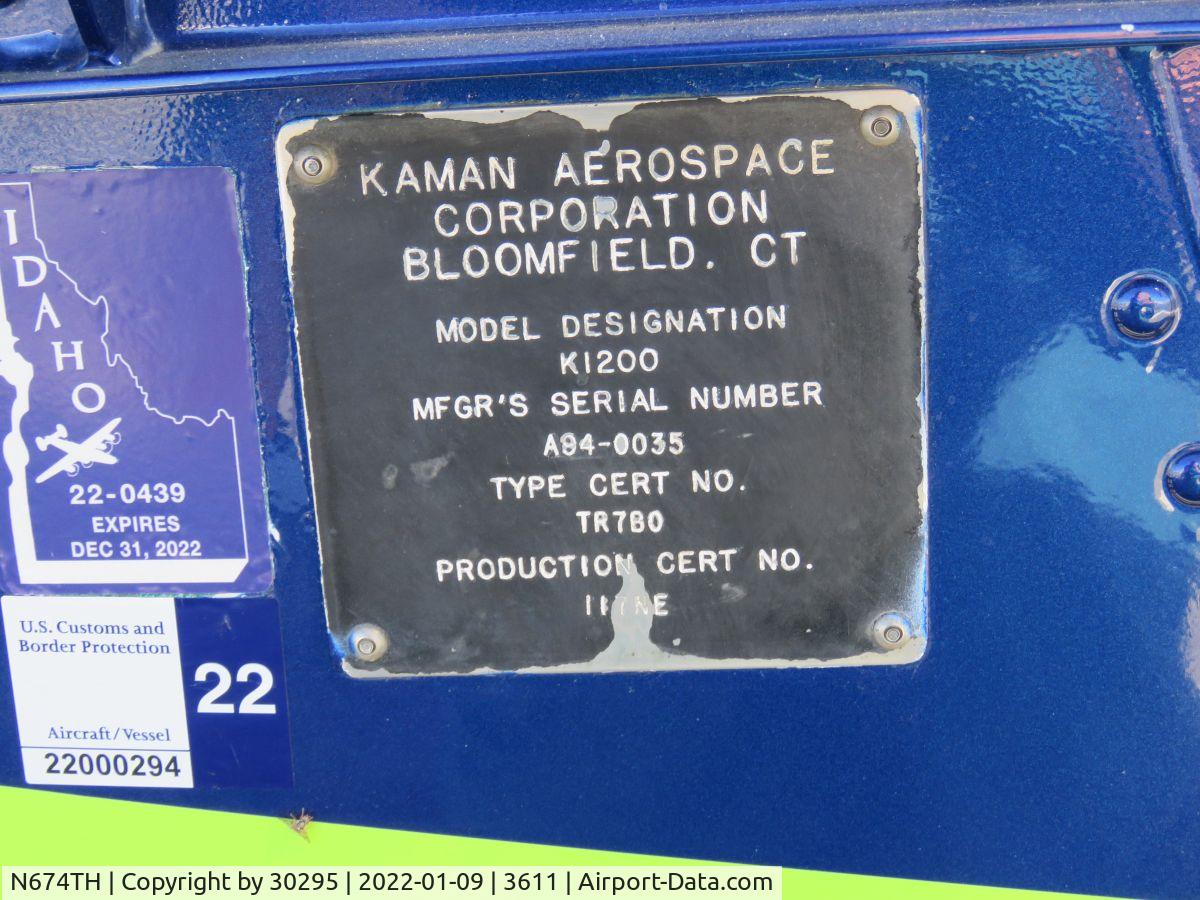 KAMAN AEROSPACE
CORPORATION
BLOOMFIELD. CT
MODEL DESIGNATION
K1200
MFGR'S SERIAL NUMBER
A94-0035
TYPE CERT NO.
TR7BO
PRODUCTION CERT NO.
117NE
IDAHO
22-0439
EXPIRES
DEC 31, 2022
U.S. Customs and
Border Protection
22
Aircraft/Vessel
22000294
N674TH | Copyright by 30295 | 2022-01-09 | 3611 | Airport-Data.com